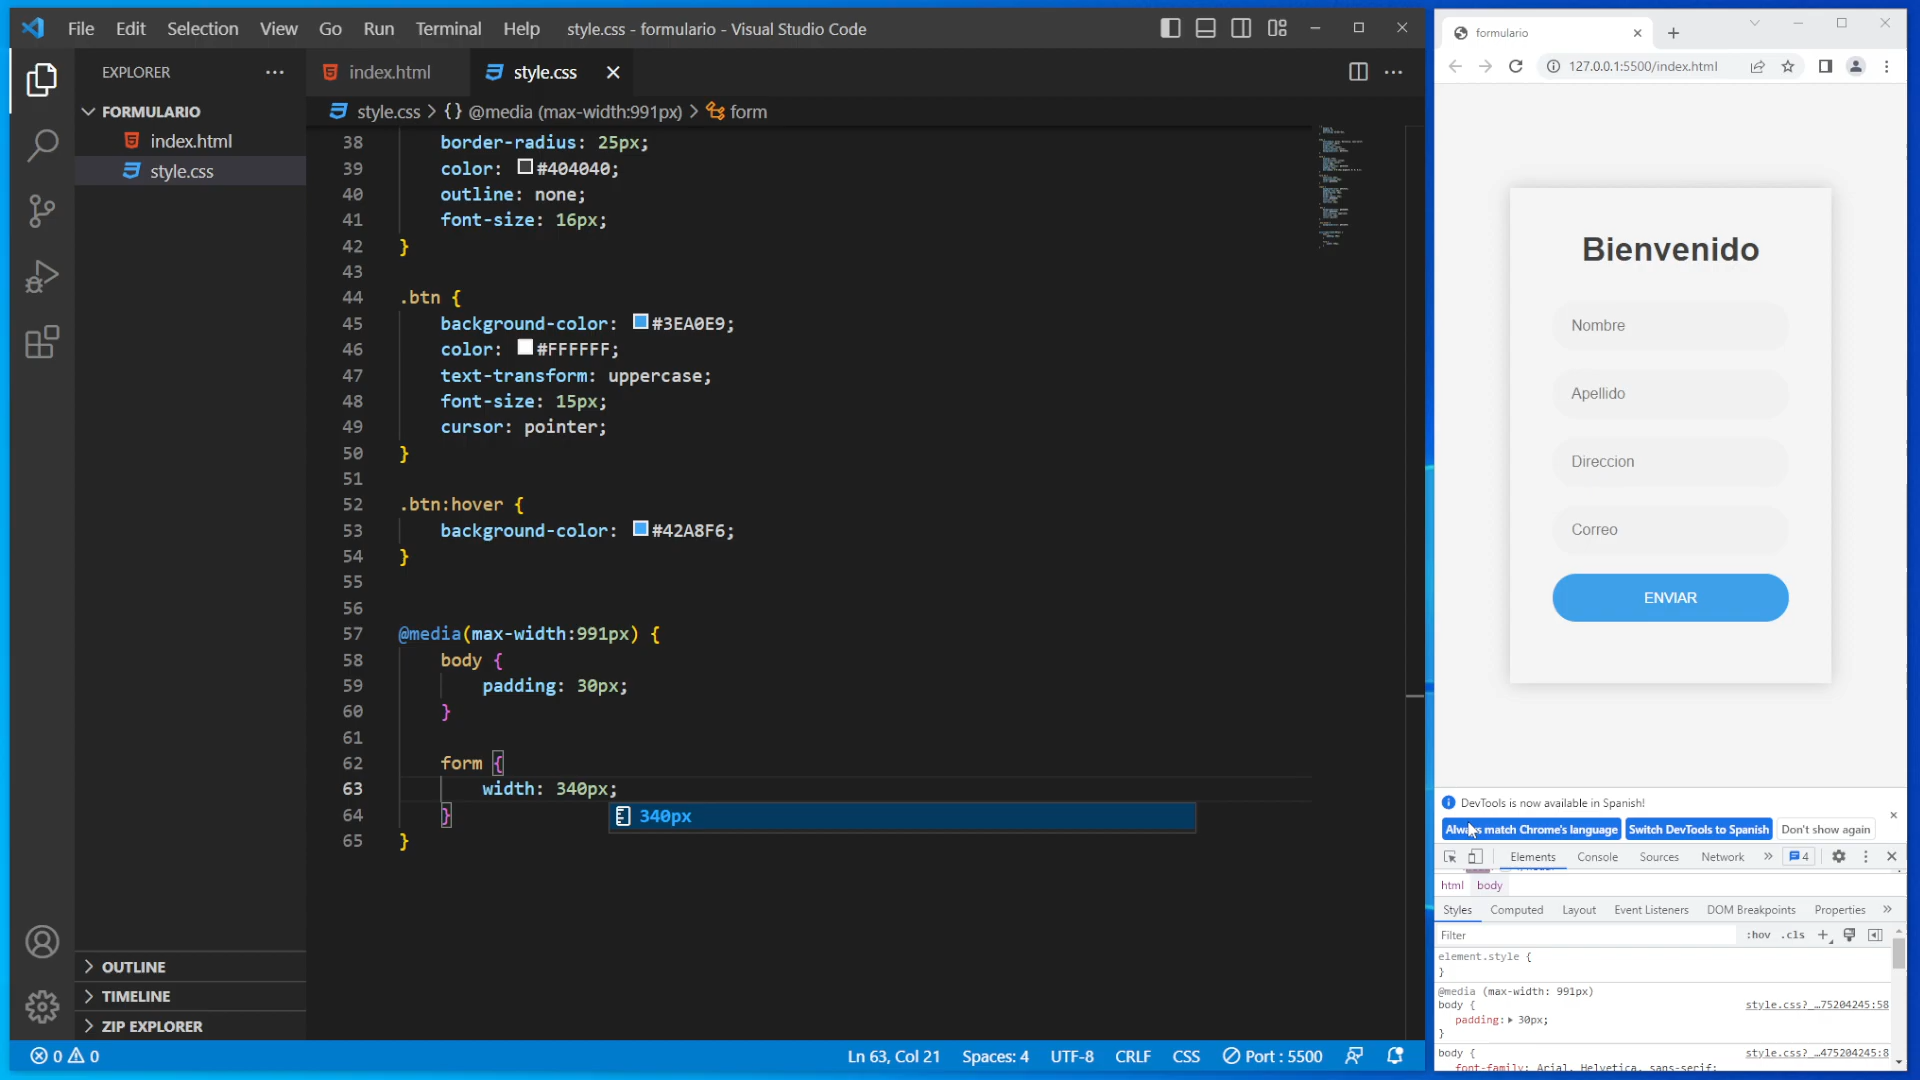 File Edit Selection View Go Run Terminal Help style.css - formulario - Visual Studio Code
EXPLORER
FORMULARIO
index.html
style.css
OUTLINE
TIMELINE
ZIP EXPLORER
index.html style.css
style.css > {} @media (max-width:991px) > form
38 border-radius: 25px;
39 color: #404040;
40 outline: none;
41 font-size: 16px;
42 }
43
44 .btn {
45 background-color: #3EA0E9;
46 color: #FFFFFF;
47 text-transform: uppercase;
48 font-size: 15px;
49 cursor: pointer;
50 }
51
52 .btn:hover {
53 background-color: #42A8F6;
54 }
55
56
57 @media(max-width:991px) {
58 body {
59 padding: 30px;
60 }
61
62 form {
63 width: 340px;
64 }
340px
65 }
0 0 Ln 63, Col 21 Spaces: 4 UTF-8 CRLF CSS Port : 5500
formulario
127.0.0.1:5500/index.html
Bienvenido
Nombre
Apellido
Direccion
Correo
ENVIAR
DevTools is now available in Spanish!
Always match Chrome's language Switch DevTools to Spanish Don't show again
Elements Console Sources Network » 4
html body
Styles Computed Layout Event Listeners DOM Breakpoints Properties »
Filter :hov .cls +
element.style {
}
@media (max-width: 991px)
body { style.css?_…75204245:58
padding: 30px;
}
body { style.css?_…475204245:8
font-family: Arial, Helvetica, sans-serif;